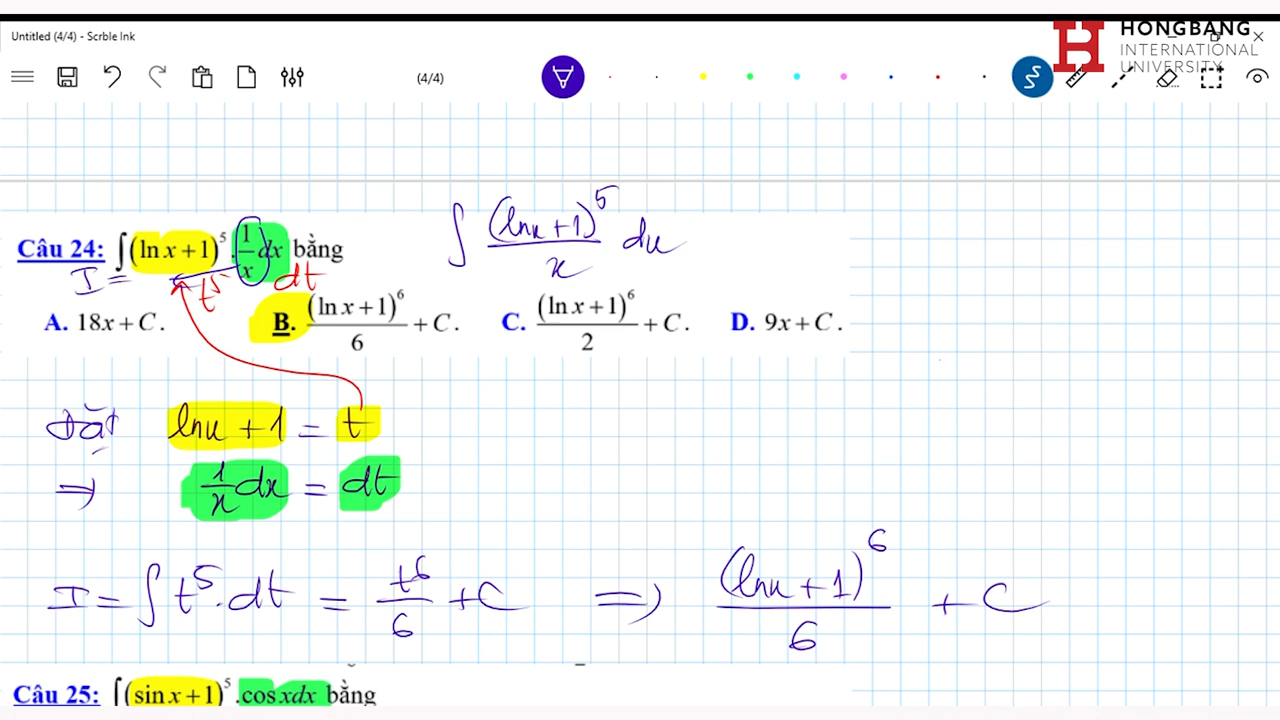 Untitled (4/4) - Scrble Ink
HONGBANG
INTERNATIONAL
UNIVERSITY
(4/4)
∫ (lnx+1)^5 / x dx
Câu 24: ∫(ln x+1)^5 . 1/x dx bằng
I = t^5 dt
A. 18x+C. B. (ln x+1)^6 / 6 + C. C. (ln x+1)^6 / 2 + C. D. 9x+C.
Đặt lnx + 1 = t
⇒ 1/x dx = dt
I = ∫ t^5 . dt = t^6 / 6 + C ⇒ (lnx + 1)^6 / 6 + C
Câu 25: ∫(sin x+1)^5 .cos xdx bằng